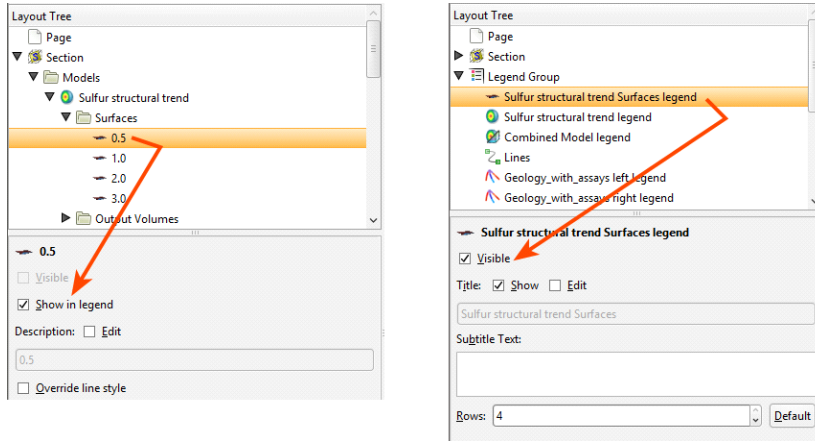 Layout Tree
Page
Section
Models
Sulfur structural trend
Surfaces
0.5
1.0
2.0
3.0
Output Volumes
0.5
Visible
Show in legend
Description: Edit
0.5
Override line style
Layout Tree
Page
Section
Legend Group
Sulfur structural trend Surfaces legend
Sulfur structural trend legend
Combined Model legend
Lines
Geology_with_assays left legend
Geology_with_assays right legend
Sulfur structural trend Surfaces legend
Visible
Title: Show Edit
Sulfur structural trend Surfaces
Subtitle Text:
Rows: 4 Default